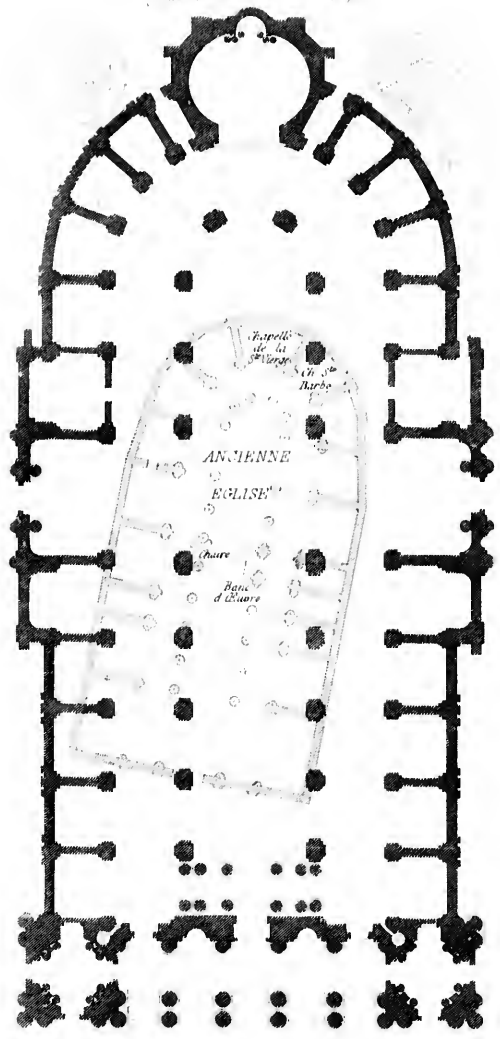 Chapelle
de la
Ste Vierge
Ch Ste
Barbe
ANCIENNE
EGLISE
Chaire
Banc
d'Œuvre